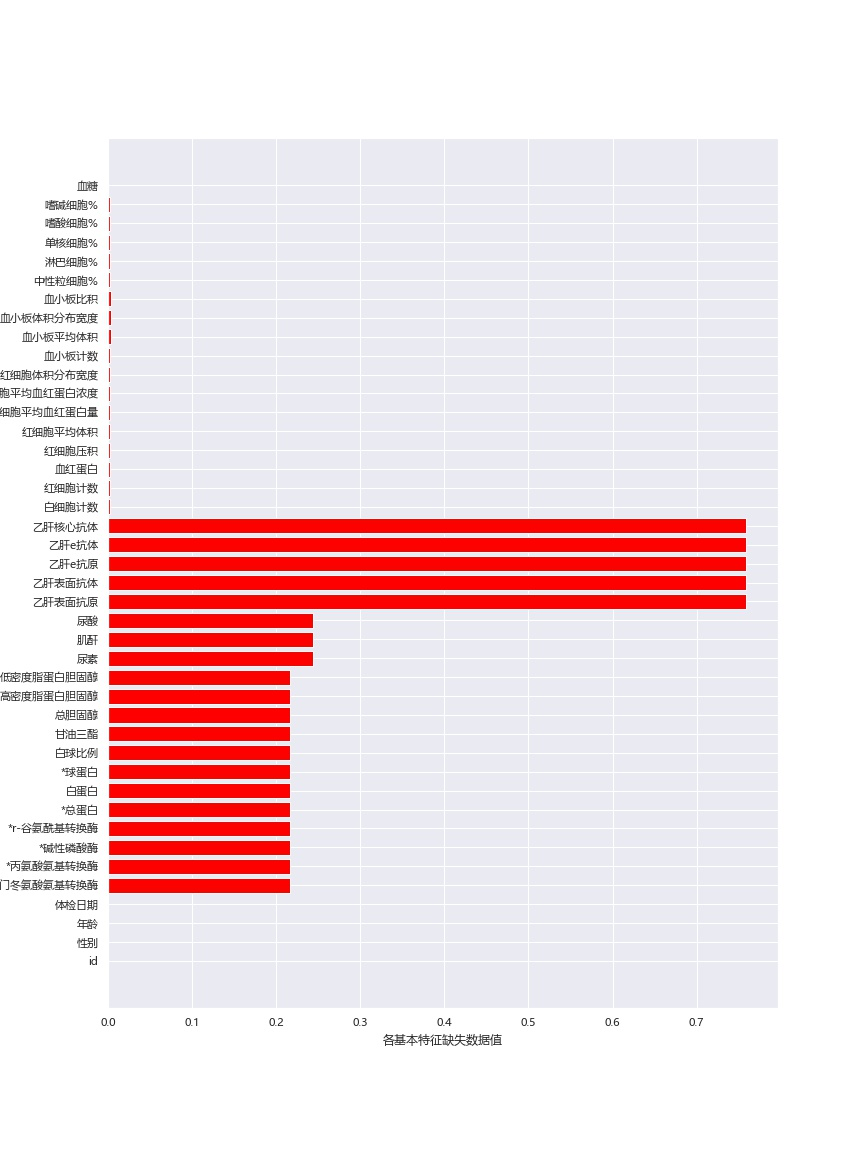 血糖
嗜碱细胞%
嗜酸细胞%
单核细胞%
淋巴细胞%
中性粒细胞%
血小板比积
血小板体积分布宽度
血小板平均体积
血小板计数
红细胞体积分布宽度
胞平均血红蛋白浓度
细胞平均血红蛋白量
红细胞平均体积
红细胞压积
血红蛋白
红细胞计数
白细胞计数
乙肝核心抗体
乙肝e抗体
乙肝e抗原
乙肝表面抗体
乙肝表面抗原
尿酸
肌酐
尿素
低密度脂蛋白胆固醇
高密度脂蛋白胆固醇
总胆固醇
甘油三酯
白球比例
*球蛋白
白蛋白
*总蛋白
*r-谷氨酰基转换酶
*碱性磷酸酶
*丙氨酸氨基转换酶
门冬氨酸氨基转换酶
体检日期
年龄
性别
id
0.0 0.1 0.2 0.3 0.4 0.5 0.6 0.7
各基本特征缺失数据值